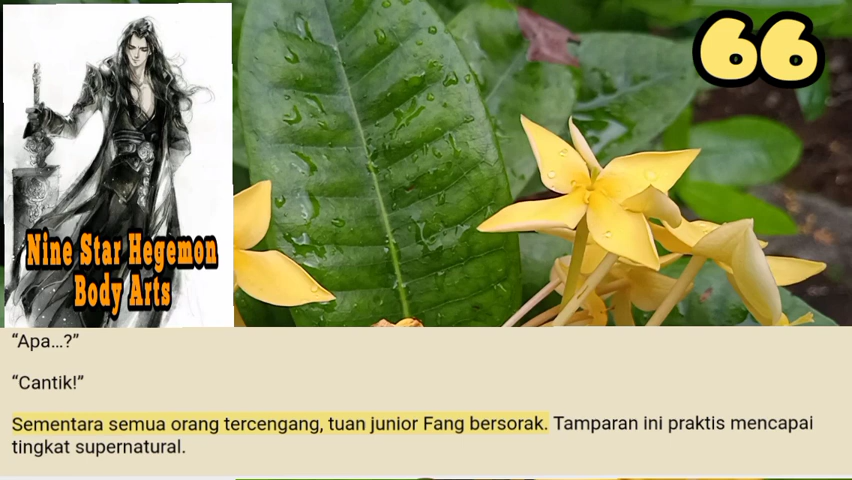 66
Nine Star Hegemon
Body Arts
“Apa...?”
“Cantik!”
Sementara semua orang tercengang, tuan junior Fang bersorak. Tamparan ini praktis mencapai
tingkat supernatural.